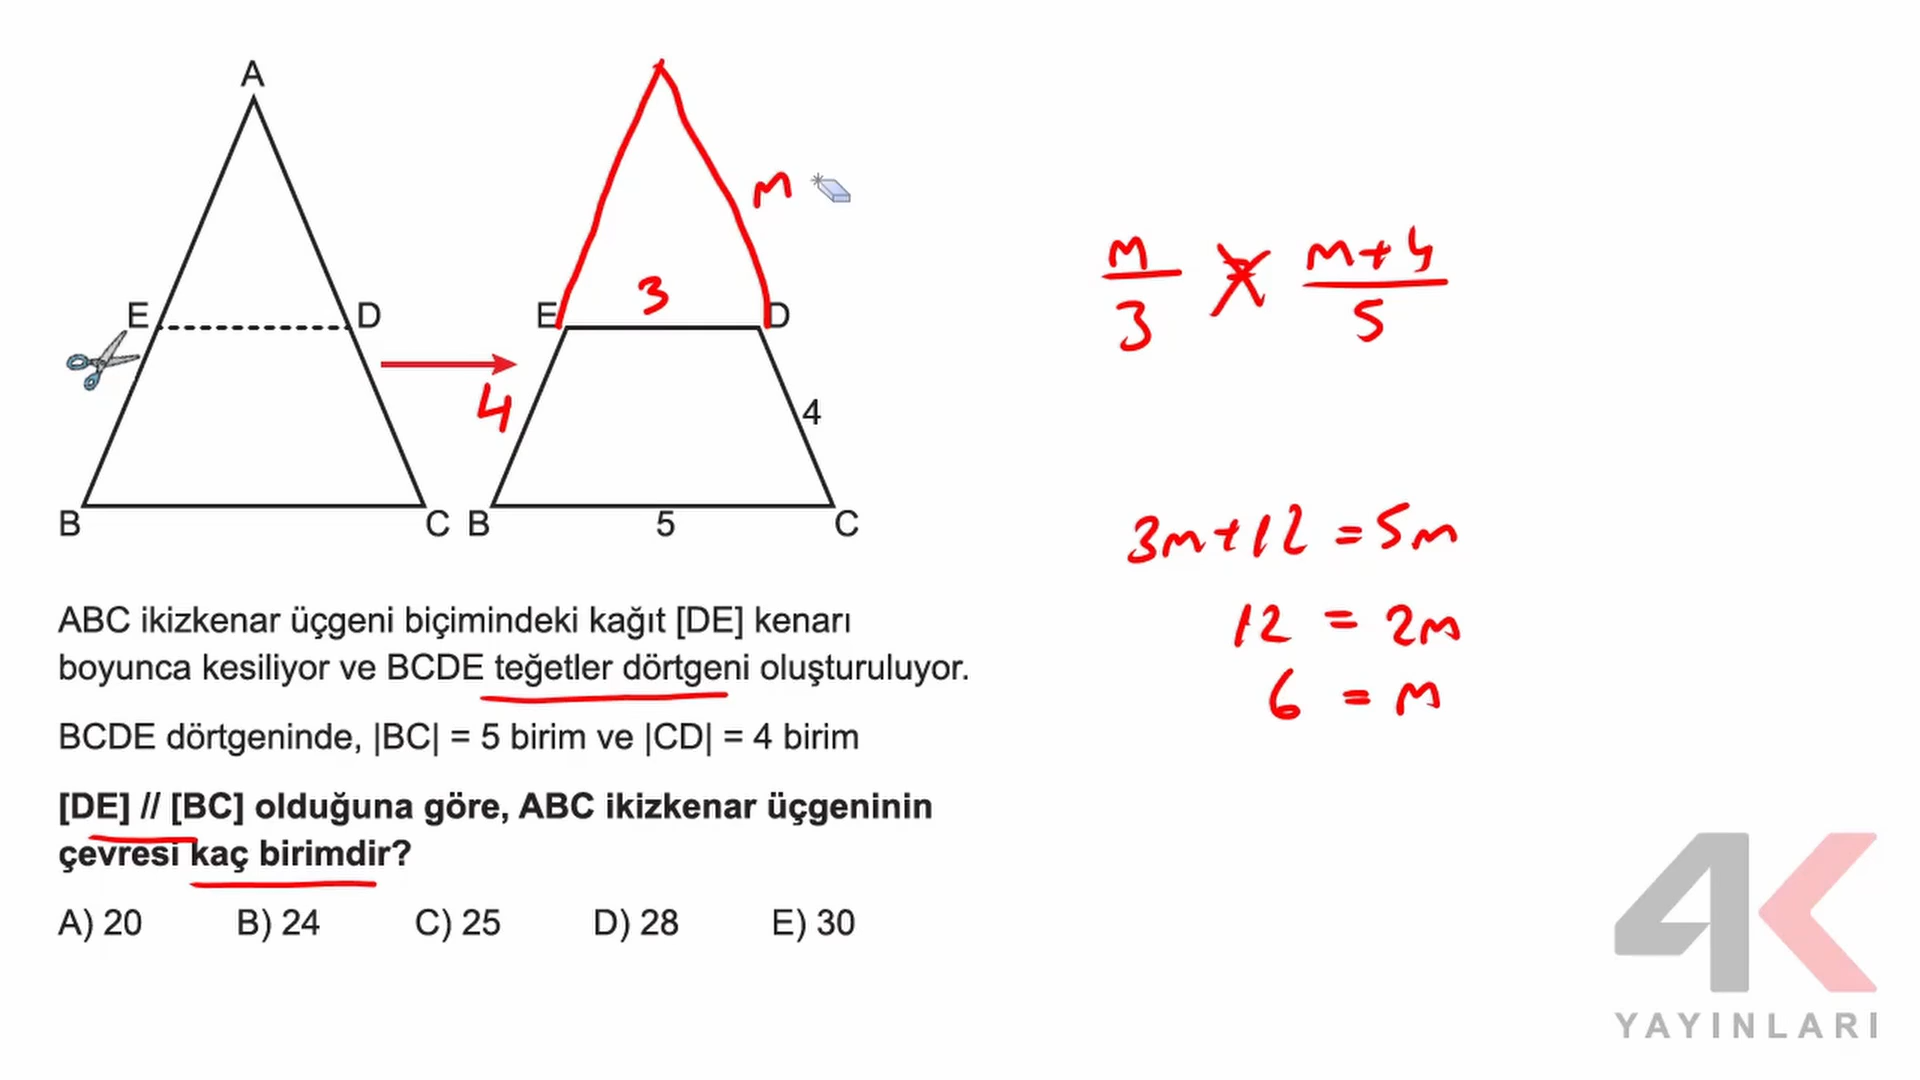 A
m
m m+4
3 5
E D E 3 D
4 4
B C B 5 C
3m+12 = 5m
12 = 2m
6 = m
ABC ikizkenar üçgeni biçimindeki kağıt [DE] kenarı
boyunca kesiliyor ve BCDE teğetler dörtgeni oluşturuluyor.
BCDE dörtgeninde, |BC| = 5 birim ve |CD| = 4 birim
[DE] // [BC] olduğuna göre, ABC ikizkenar üçgeninin
çevresi kaç birimdir?
A) 20 B) 24 C) 25 D) 28 E) 30
4K
YAYINLARI